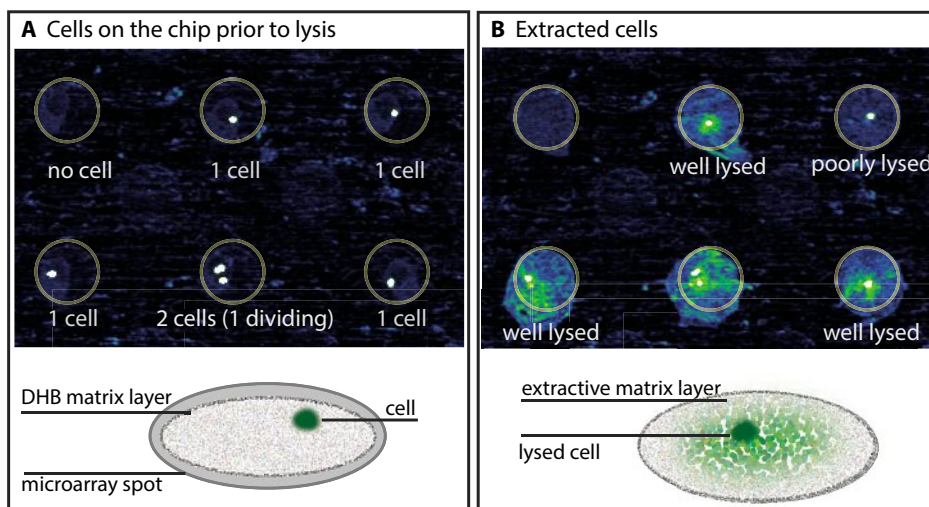 A Cells on the chip prior to lysis
no cell
1 cell
1 cell
1 cell
2 cells (1 dividing)
1 cell
DHB matrix layer
cell
microarray spot
B Extracted cells
well lysed
poorly lysed
well lysed
well lysed
extractive matrix layer
lysed cell